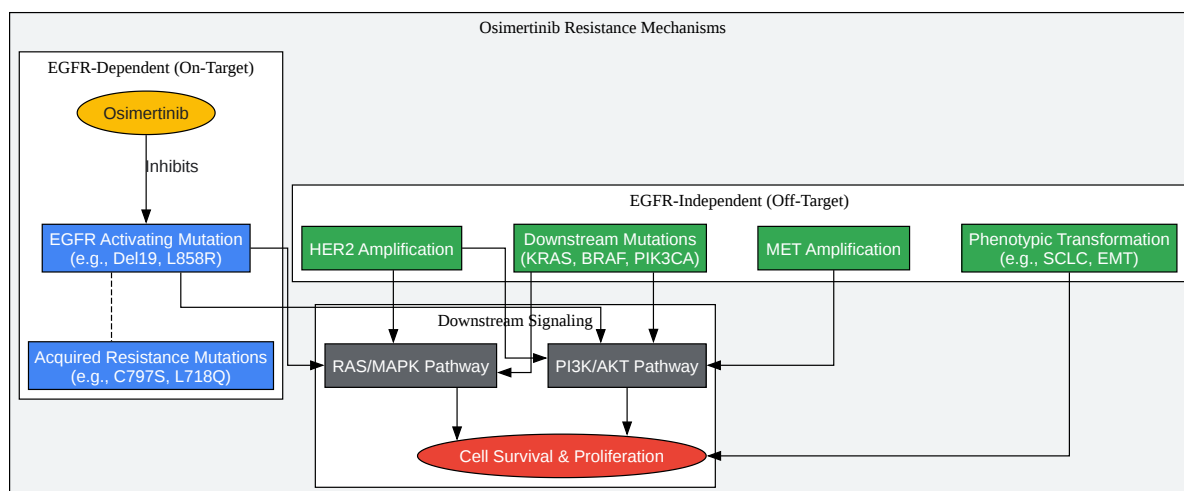 Osimertinib Resistance Mechanisms
EGFR-Dependent (On-Target)
Osimertinib
Inhibits
EGFR Activating Mutation
(e.g., Del19, L858R)
Acquired Resistance Mutations
(e.g., C797S, L718Q)
EGFR-Independent (Off-Target)
HER2 Amplification
Downstream Mutations
(KRAS, BRAF, PIK3CA)
MET Amplification
Phenotypic Transformation
(e.g., SCLC, EMT)
Downstream Signaling
RAS/MAPK Pathway
PI3K/AKT Pathway
Cell Survival & Proliferation